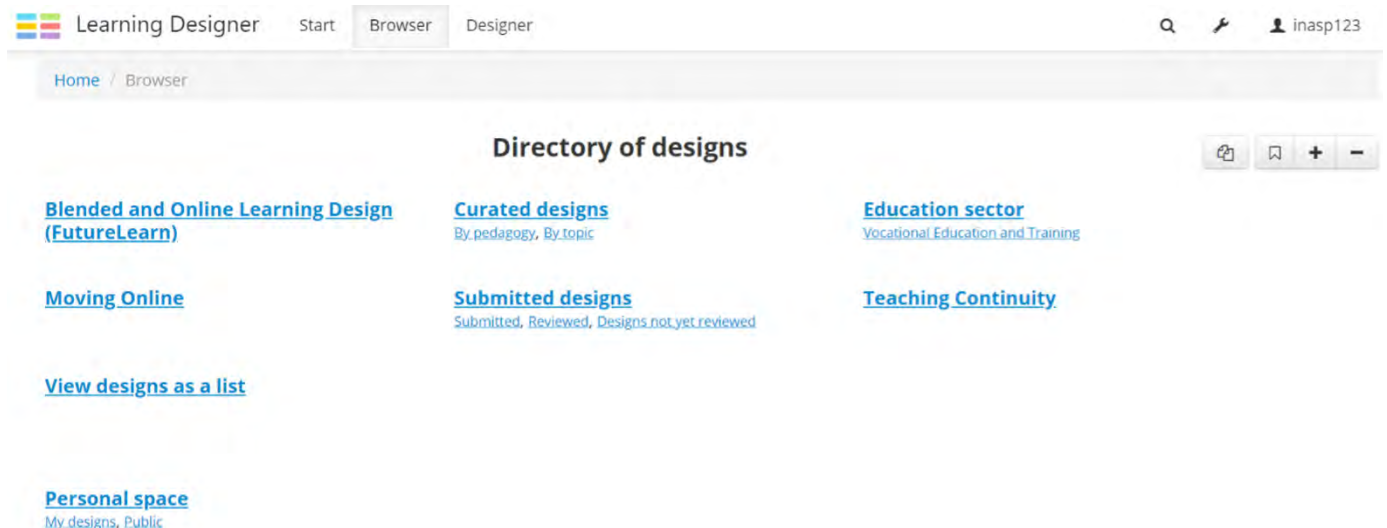 Learning Designer Start Browser Designer inasp123
Home / Browser
Directory of designs
Blended and Online Learning Design
(FutureLearn)
Curated designs
By pedagogy, By topic
Education sector
Vocational Education and Training
Moving Online
Submitted designs
Submitted, Reviewed, Designs not yet reviewed
Teaching Continuity
View designs as a list
Personal space
My designs, Public